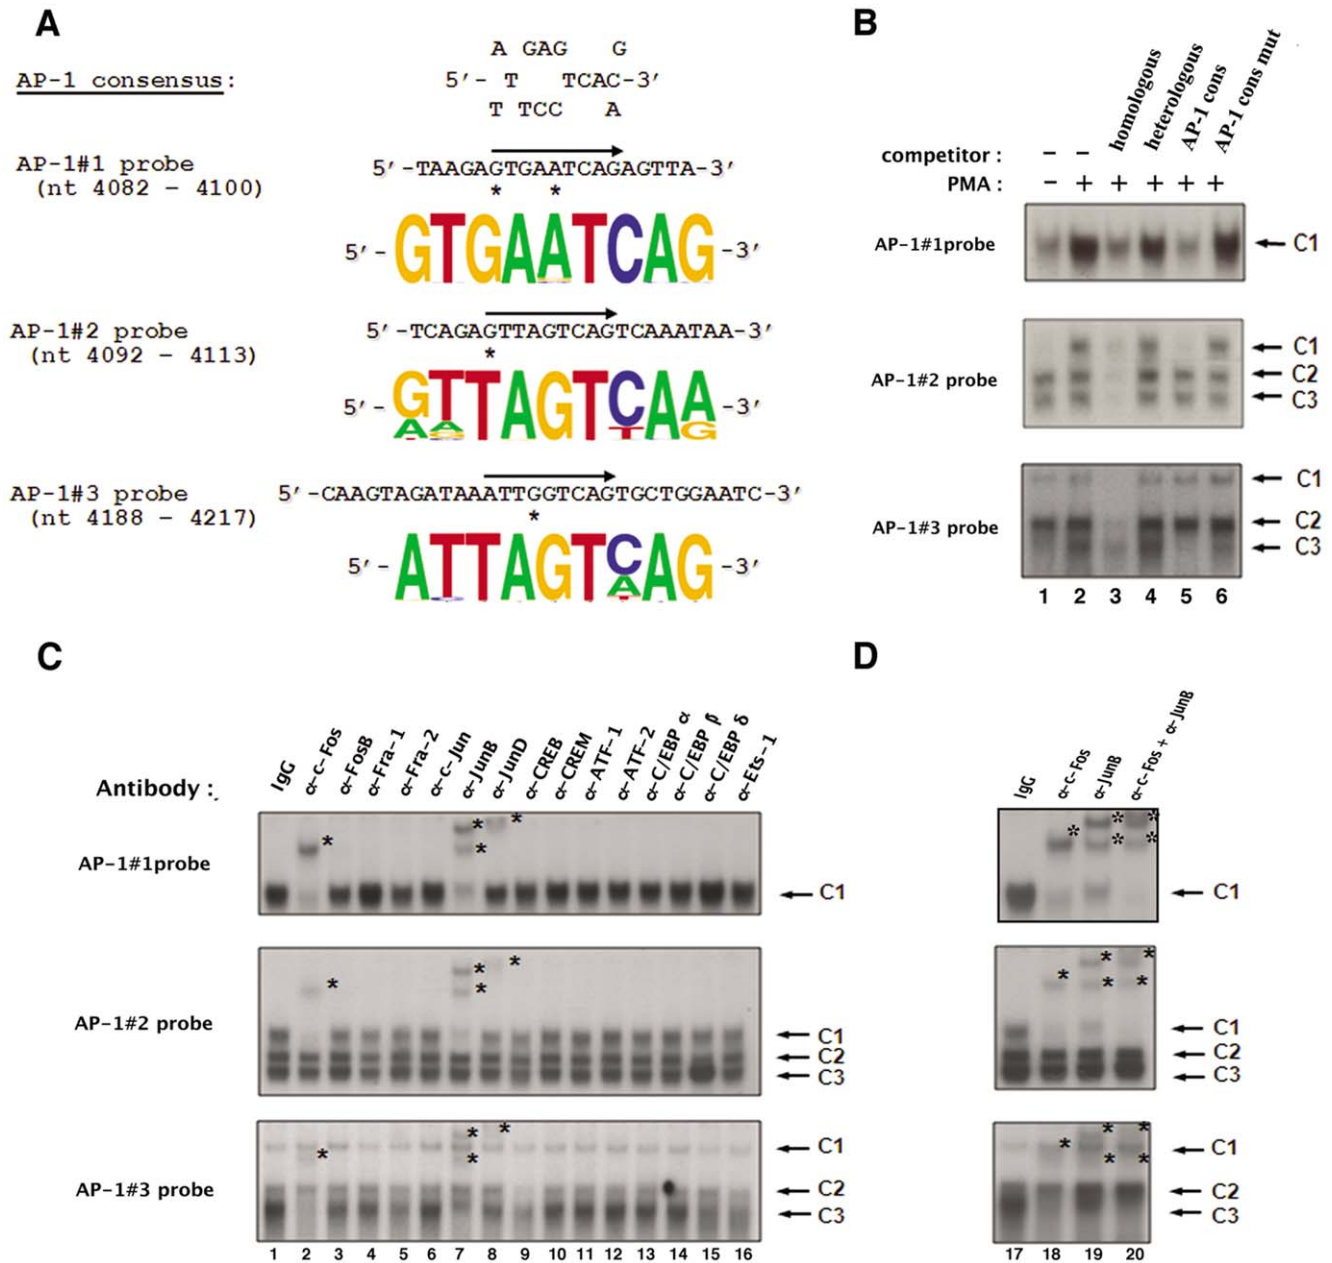 A
A GAG G
AP-1 consensus: 5′- T TCAC-3′
T TCC A
AP-1#1 probe
(nt 4082 – 4100)
5′-TAAGAGTGAATCAGAGTTA-3′
* *
5′- GTGAATCAG -3′
AP-1#2 probe
(nt 4092 – 4113)
5′-TCAGAGTTAGTCAGTCAAATAA-3′
*
5′- GTTAGTCAA -3′
A A T G
AP-1#3 probe
(nt 4188 – 4217)
5′-CAAGTAGATAAATTGGTCAGTGCTGGAATC-3′
*
5′- ATTAGTCAG -3′
A
B
homologous
heterologous
AP-1 cons
AP-1 cons mut
competitor : – –
PMA : – + + + + +
AP-1#1probe
C1
AP-1#2 probe
C1
C2
C3
AP-1#3 probe
C1
C2
C3
1 2 3 4 5 6
C
Antibody :
IgG
α-c-Fos
α-FosB
α-Fra-1
α-Fra-2
α-c-Jun
α-JunB
α-JunD
α-CREB
α-CREM
α-ATF-1
α-ATF-2
α-C/EBP α
α-C/EBP β
α-C/EBP δ
α-Ets-1
AP-1#1probe
* * * *
C1
AP-1#2 probe
* * * *
C1
C2
C3
AP-1#3 probe
* * * *
C1
C2
C3
1 2 3 4 5 6 7 8 9 10 11 12 13 14 15 16
D
IgG
α-c-Fos
α-JunB
α-c-Fos + α-JunB
* * * * *
C1
* * * * *
C1
C2
C3
* * * * *
C1
C2
C3
17 18 19 20